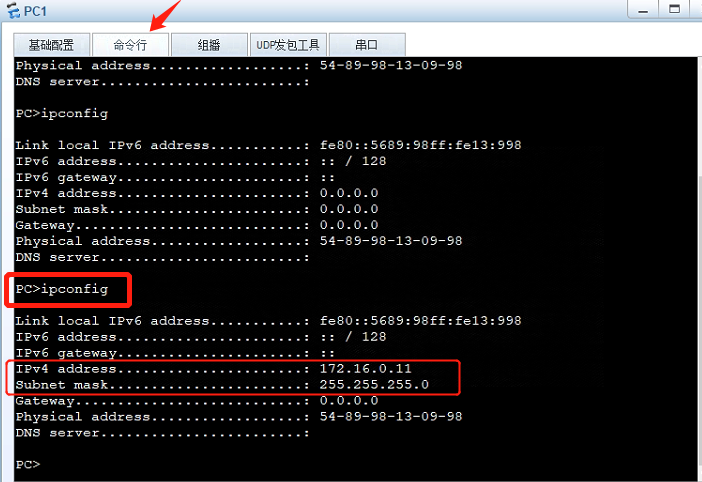 PC1
基础配置 命令行 组播 UDP发包工具 串口
Physical address...................: 54-89-98-13-09-98
DNS server.........................:
PC>ipconfig
Link local IPv6 address...........: fe80::5689:98ff:fe13:998
IPv6 address......................: :: / 128
IPv6 gateway......................: ::
IPv4 address......................: 0.0.0.0
Subnet mask.......................: 0.0.0.0
Gateway...........................: 0.0.0.0
Physical address..................: 54-89-98-13-09-98
DNS server........................:
PC>ipconfig
Link local IPv6 address...........: fe80::5689:98ff:fe13:998
IPv6 address......................: :: / 128
IPv6 gateway......................: ::
IPv4 address......................: 172.16.0.11
Subnet mask.......................: 255.255.255.0
Gateway...........................: 0.0.0.0
Physical address..................: 54-89-98-13-09-98
DNS server........................:
PC>